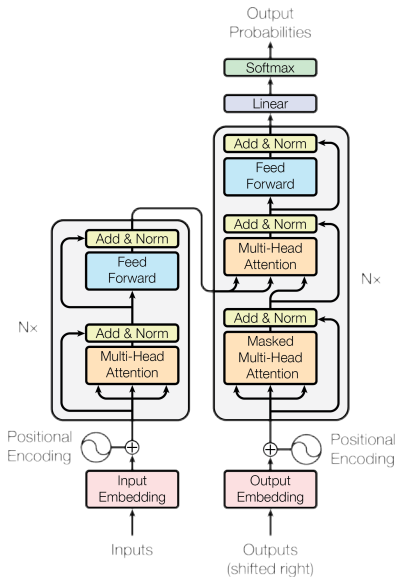 Output
Probabilities
Softmax
Linear
Add & Norm
Feed
Forward
Add & Norm
Multi-Head
Attention
Add & Norm
Masked
Multi-Head
Attention
N×
Add & Norm
Feed
Forward
Add & Norm
Multi-Head
Attention
N×
Positional
Encoding
Positional
Encoding
Input
Embedding
Output
Embedding
Inputs
Outputs
(shifted right)